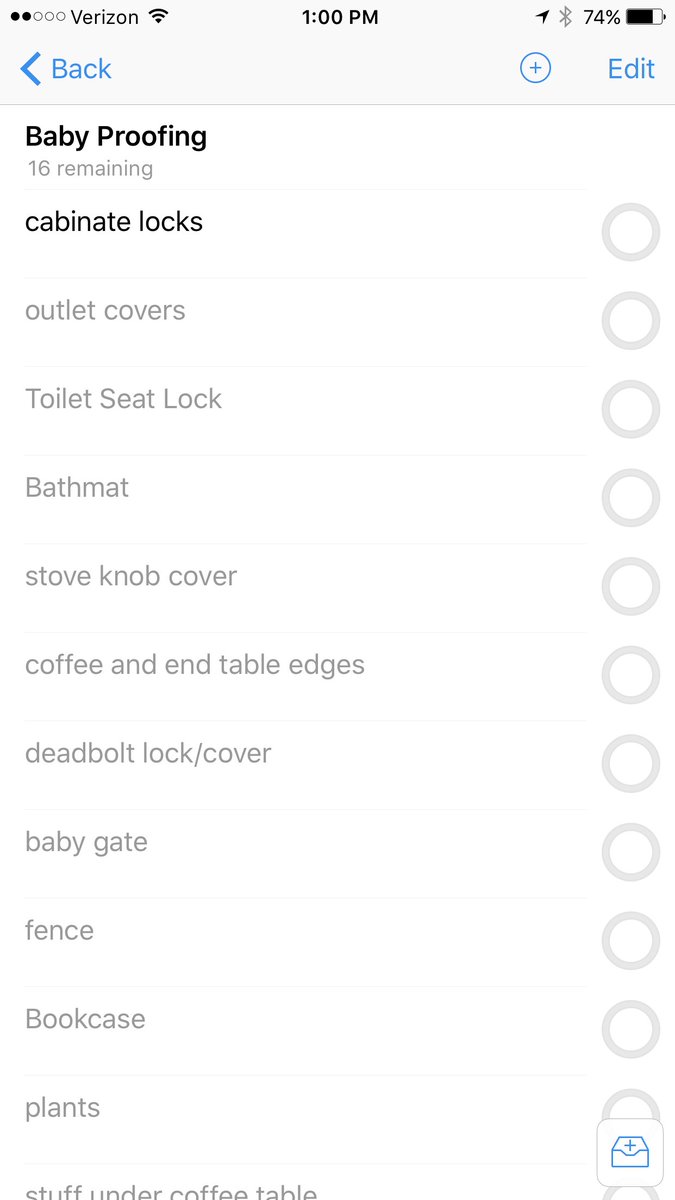 Verizon 1:00 PM 74%
Back Edit
Baby Proofing
16 remaining
cabinate locks
outlet covers
Toilet Seat Lock
Bathmat
stove knob cover
coffee and end table edges
deadbolt lock/cover
baby gate
fence
Bookcase
plants
stuff under coffee table